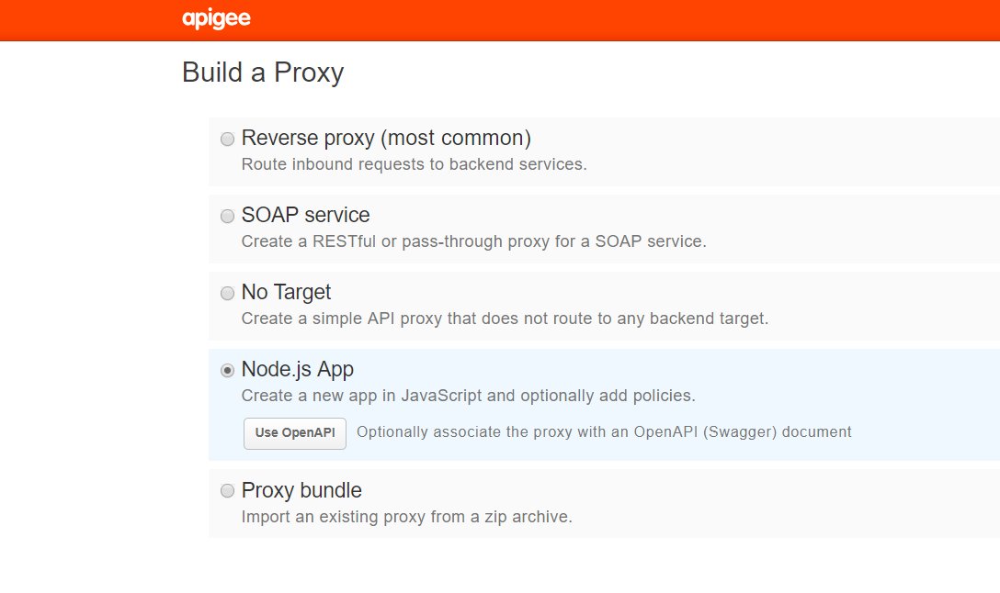 apigee
Build a Proxy
Reverse proxy (most common)
Route inbound requests to backend services.
SOAP service
Create a RESTful or pass-through proxy for a SOAP service.
No Target
Create a simple API proxy that does not route to any backend target.
Node.js App
Create a new app in JavaScript and optionally add policies.
Use OpenAPI Optionally associate the proxy with an OpenAPI (Swagger) document
Proxy bundle
Import an existing proxy from a zip archive.